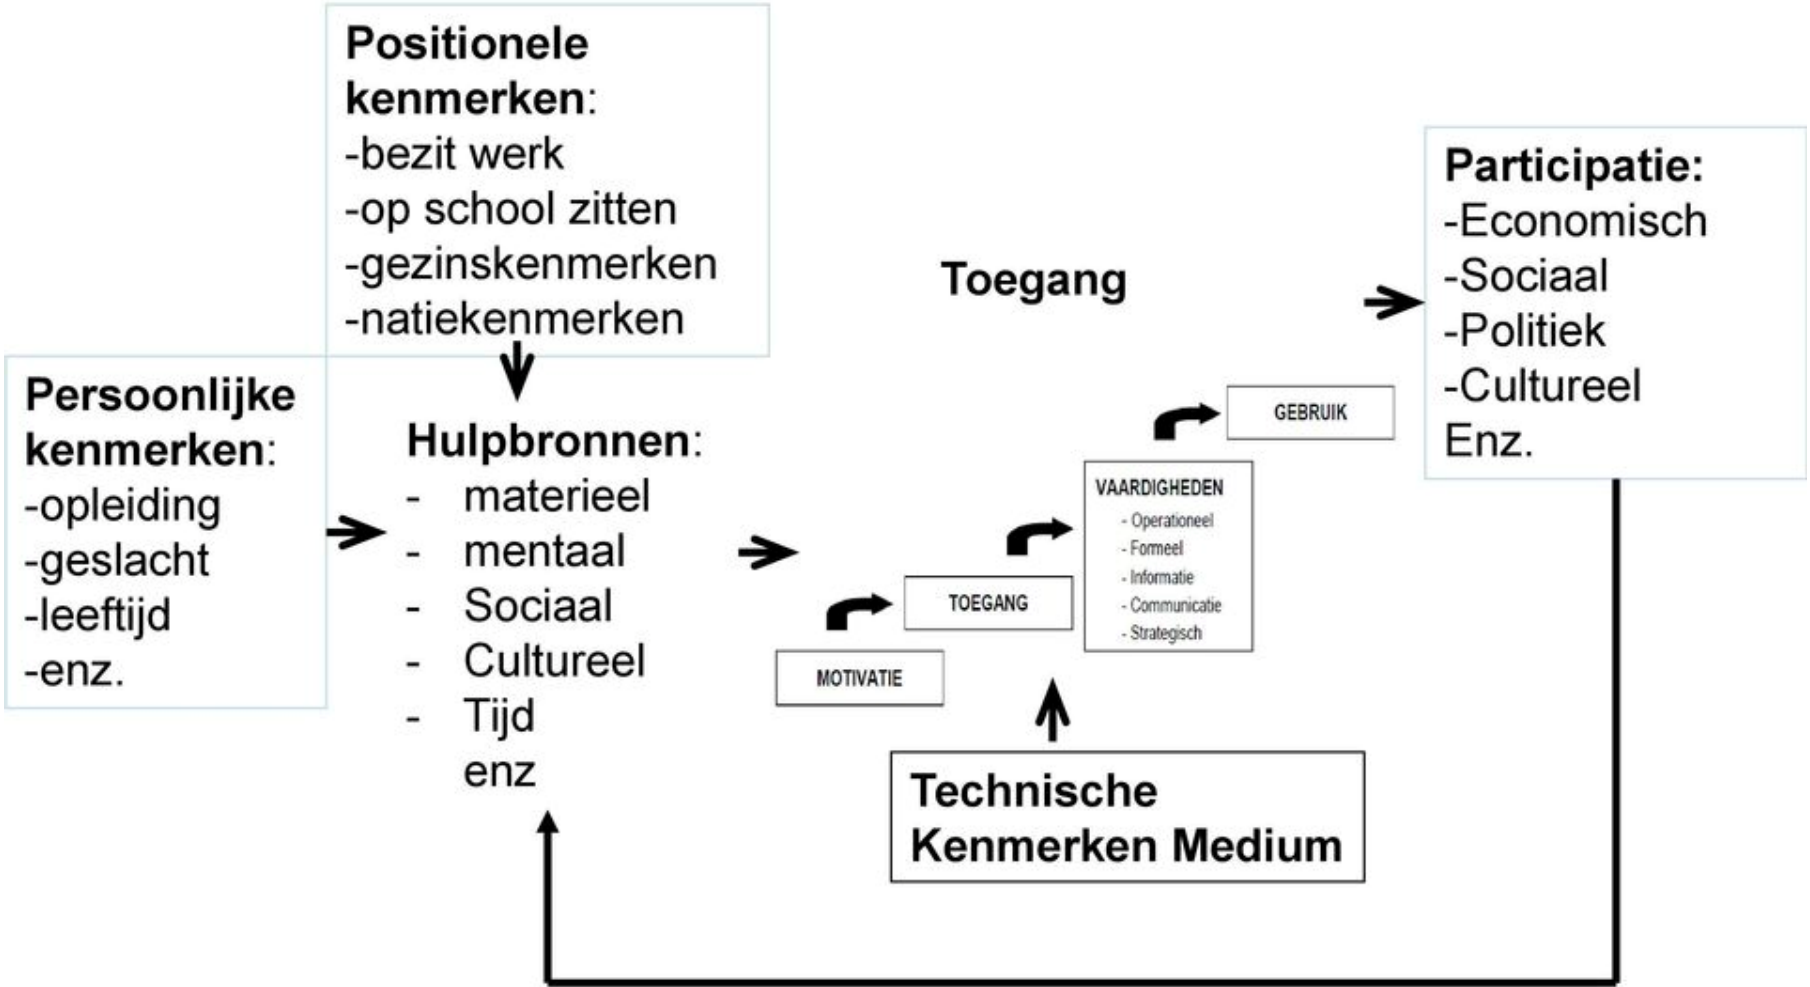 Positionele
kenmerken:
-bezit werk
-op school zitten
-gezinskenmerken
-natiekenmerken
Persoonlijke
kenmerken:
-opleiding
-geslacht
-leeftijd
-enz.
Hulpbronnen:
- materieel
- mentaal
- Sociaal
- Cultureel
- Tijd
enz
Toegang
MOTIVATIE
TOEGANG
VAARDIGHEDEN
- Operationeel
- Formeel
- Informatie
- Communicatie
- Strategisch
GEBRUIK
Technische
Kenmerken Medium
Participatie:
-Economisch
-Sociaal
-Politiek
-Cultureel
Enz.